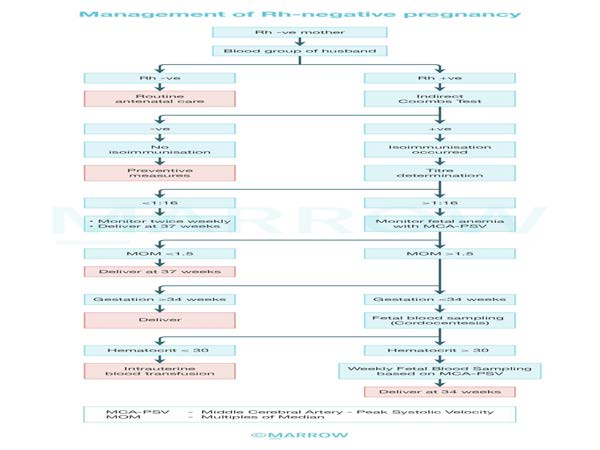 Management of Rh-negative pregnancy
Rh -ve mother
Blood group of husband
Rh -ve
Rh +ve
Routine
antenatal care
Indirect
Coombs Test
-ve
+ve
No
isoimmunisation
Isoimmunisation
occurred
Preventive
measures
Titre
determination
<1:16
>1:16
• Monitor twice weekly
• Deliver at 37 weeks
Monitor fetal anemia
with MCA-PSV
MOM <1.5
MOM >1.5
Deliver at 37 weeks
Gestation >34 weeks
Gestation <34 weeks
Deliver
Fetal blood sampling
(Cordocentesis)
Hematocrit < 30
Hematocrit > 30
Intrauterine
blood transfusion
Weekly Fetal Blood Sampling
based on MCA-PSV
Deliver at 34 weeks
MCA-PSV - Middle Cerebral Artery - Peak Systolic Velocity
MOM - Multiples of Median
©MARROW
MARROW